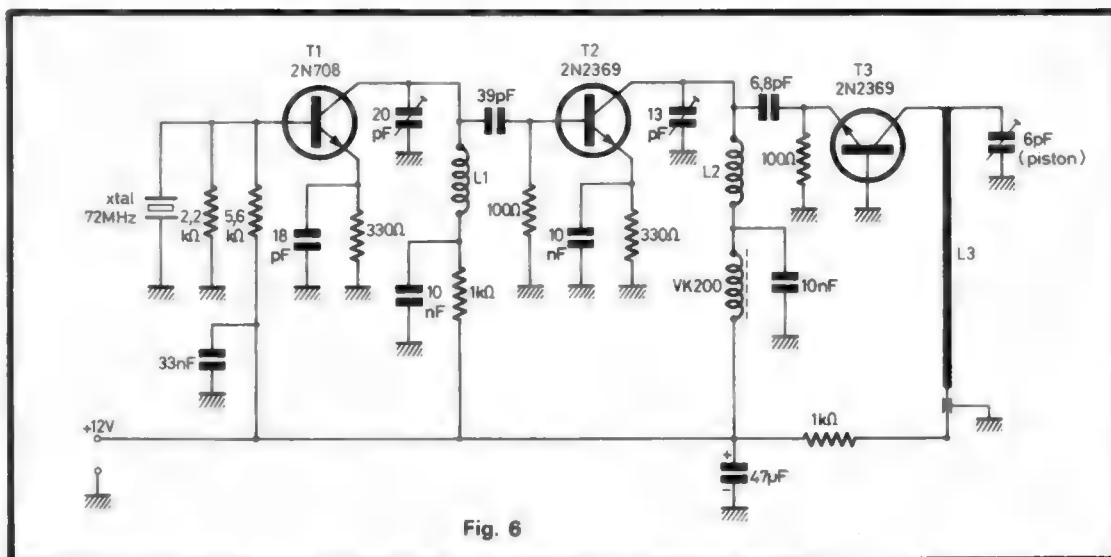 T1
2N708
T2
2N2369
T3
2N2369
20
pF
39pF
13
pF
6,8pF
6pF
(piston)
xtal
72MHz
2,2
kΩ
5,6
kΩ
18
pF
330Ω
L1
100Ω
10
nF
330Ω
L2
100Ω
L3
10
nF
1kΩ
VK200
10nF
33nF
+12V
1kΩ
+
47µF
-
Fig. 6